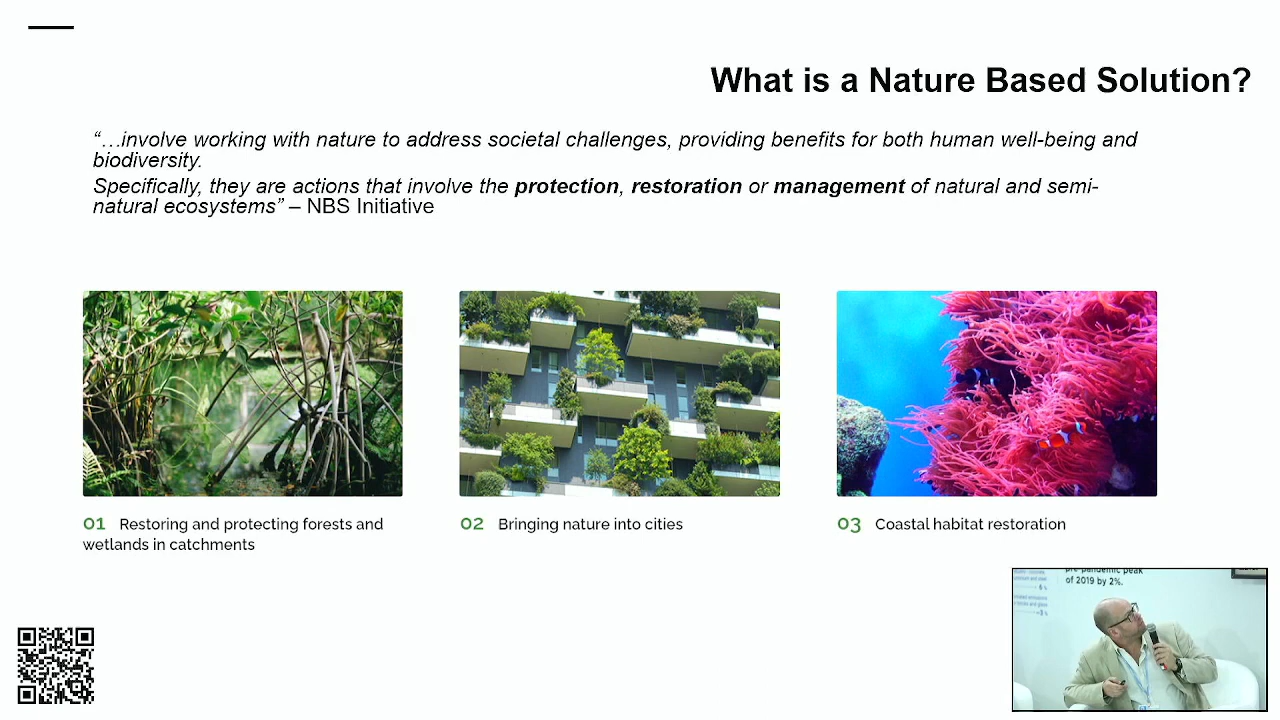 What is a Nature Based Solution?
“…involve working with nature to address societal challenges, providing benefits for both human well-being and
biodiversity.
Specifically, they are actions that involve the protection, restoration or management of natural and semi-
natural ecosystems” – NBS Initiative
01 Restoring and protecting forests and
wetlands in catchments
02 Bringing nature into cities
03 Coastal habitat restoration
pre-pandemic peak
of 2019 by 2%.